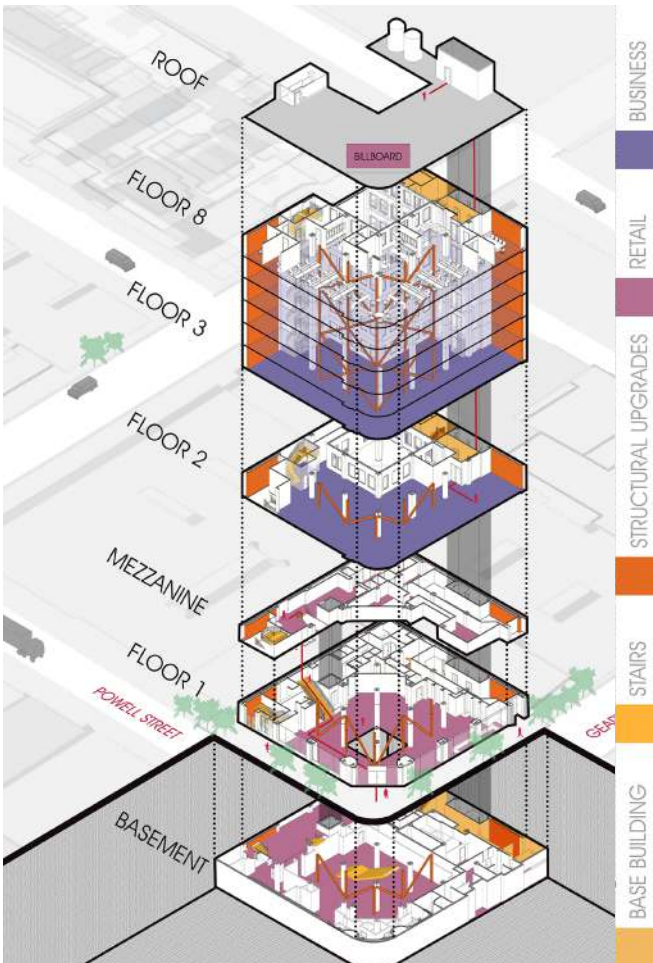 ROOF
BILLBOARD
FLOOR 8
FLOOR 3
FLOOR 2
MEZZANINE
FLOOR 1
POWELL STREET
GEAR
BASEMENT
BUSINESS
RETAIL
STRUCTURAL UPGRADES
STAIRS
BASE BUILDING